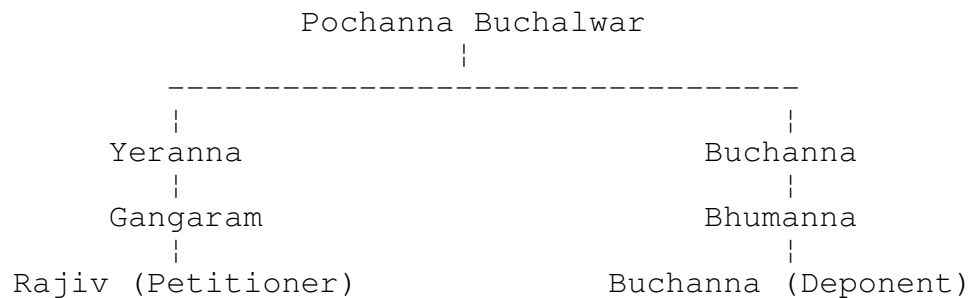 Pochanna Buchalwar
Yeranna Buchanna
Gangaram Bhumanna
Rajiv (Petitioner) Buchanna (Deponent)